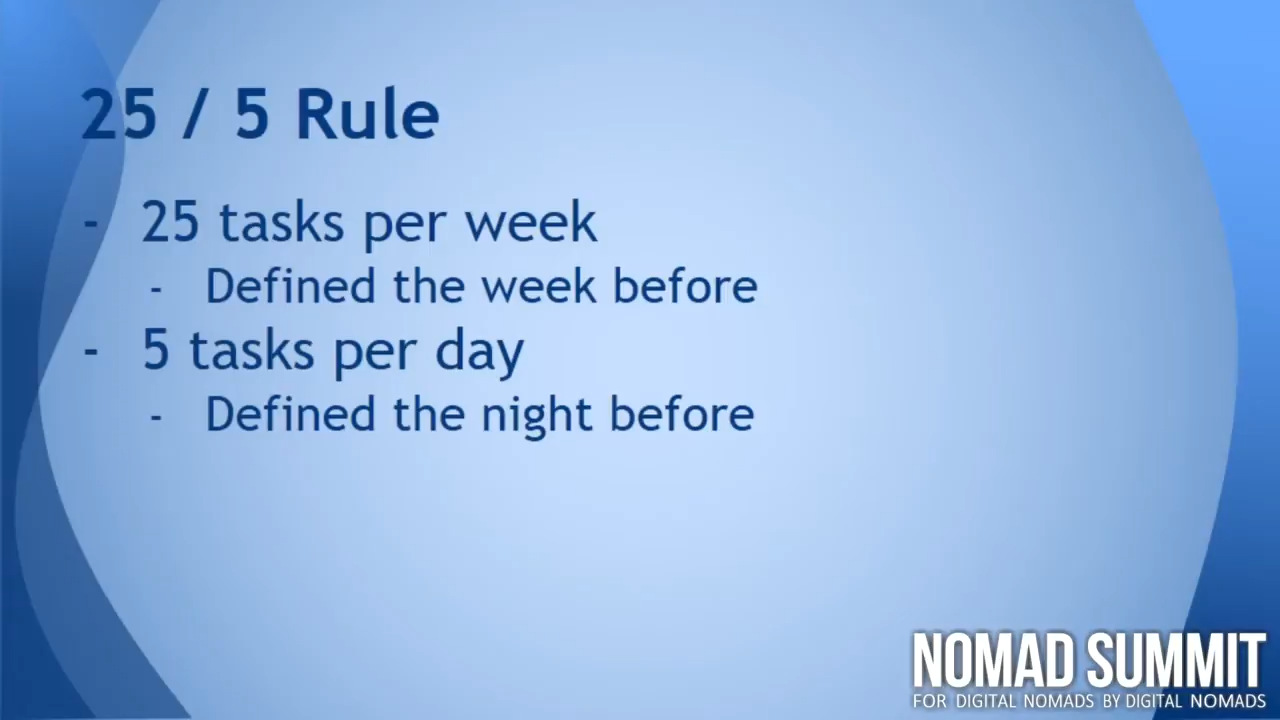 25 / 5 Rule
- 25 tasks per week
- Defined the week before
- 5 tasks per day
- Defined the night before
NOMAD SUMMIT
FOR DIGITAL NOMADS BY DIGITAL NOMADS